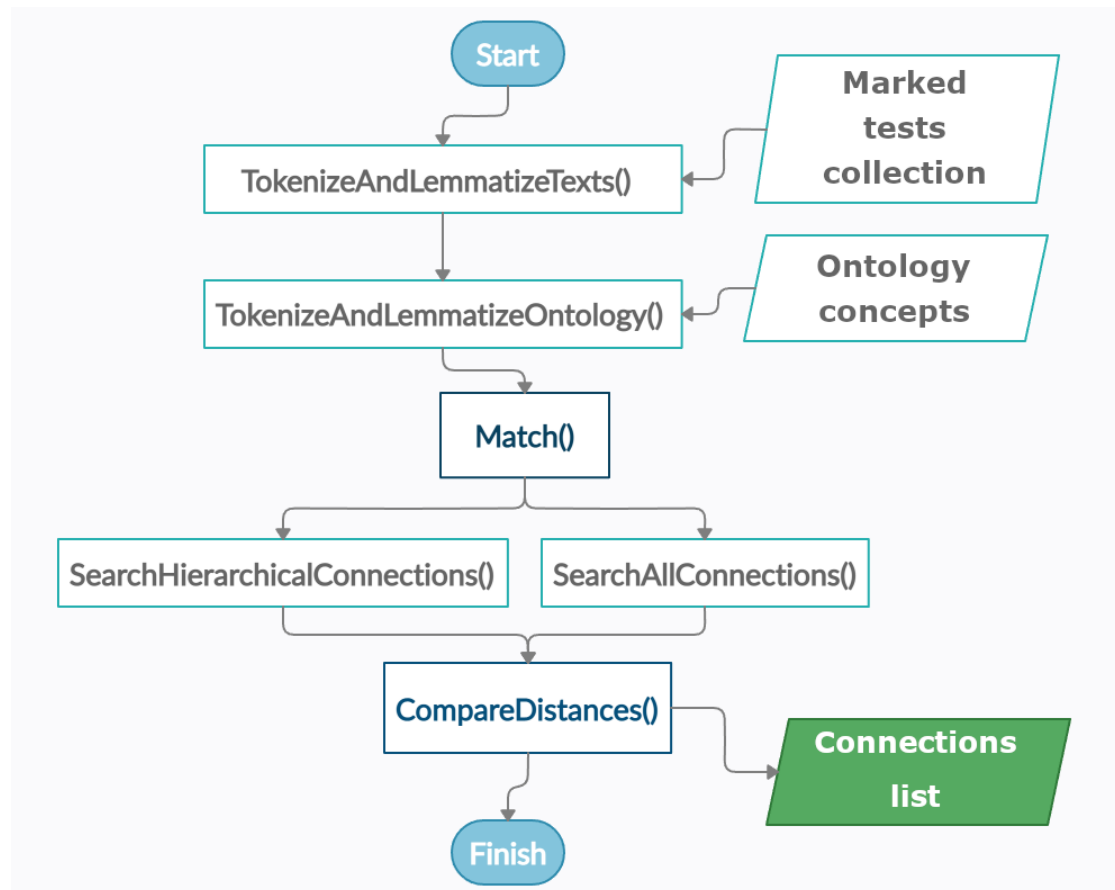 Start
Marked
tests
collection
TokenizeAndLemmatizeTexts()
Ontology
concepts
TokenizeAndLemmatizeOntology()
Match()
SearchHierarchicalConnections()
SearchAllConnections()
CompareDistances()
Connections
list
Finish